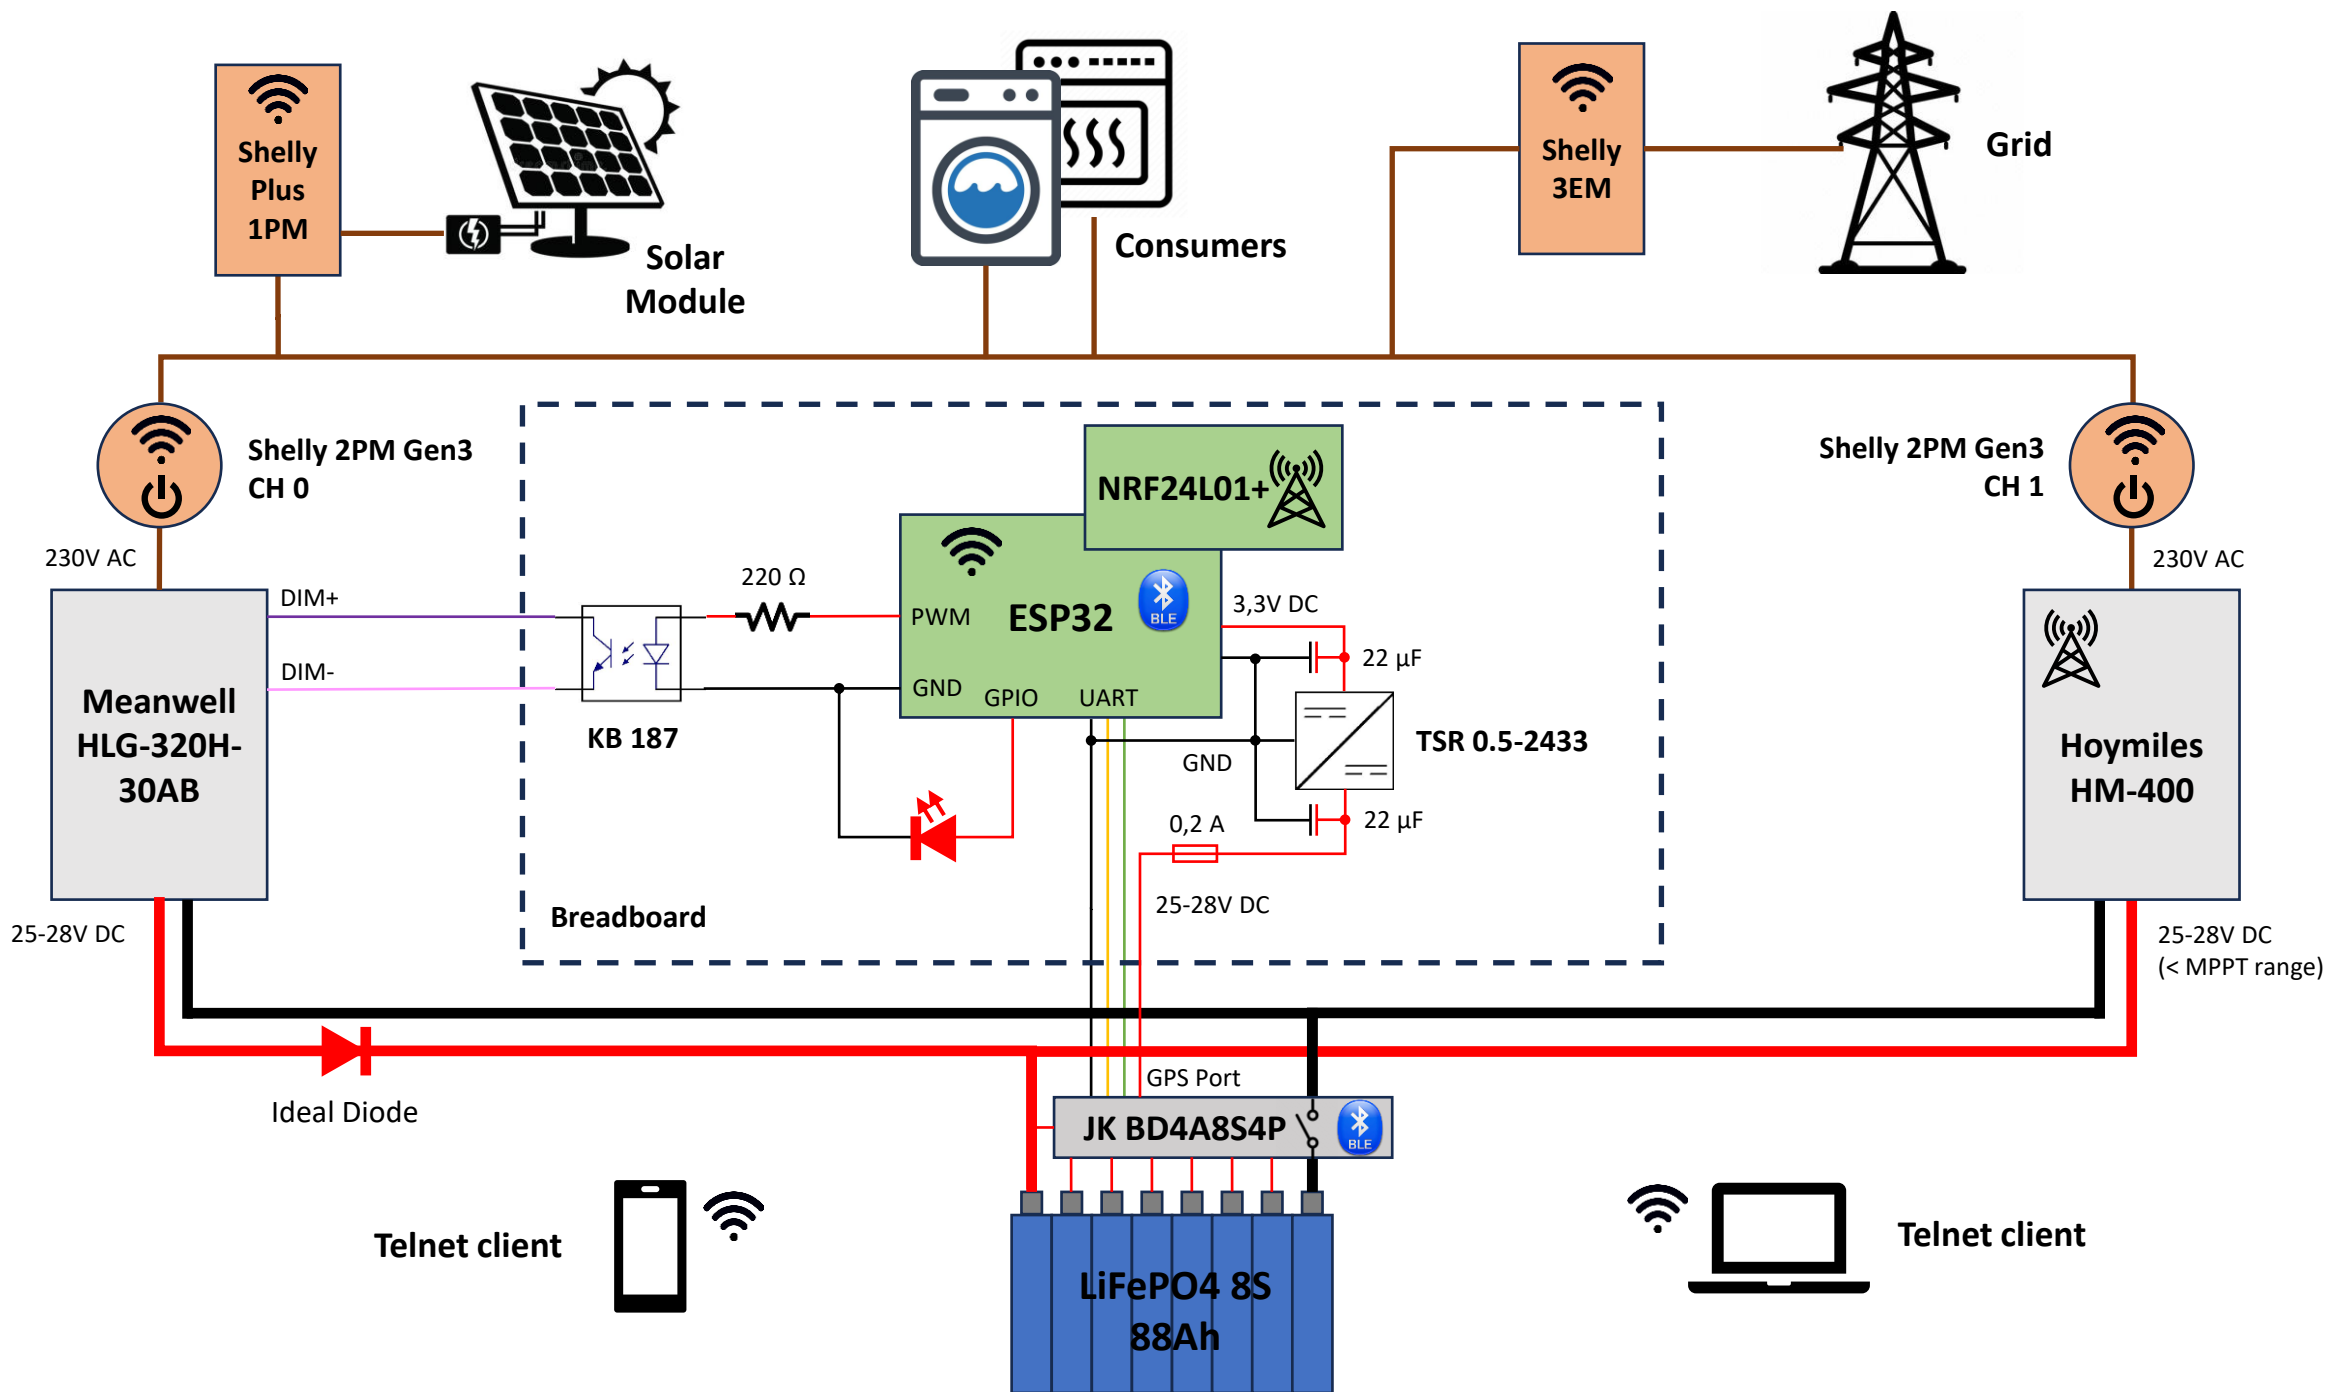 Shelly
Plus
1PM
Solar
Module
Consumers
Shelly
3EM
Grid
Shelly 2PM Gen3
CH 0
NRF24L01+
Shelly 2PM Gen3
CH 1
230V AC
230V AC
DIM+
220 Ω
PWM
ESP32
BLE
3,3V DC
22 µF
DIM-
GND
GPIO
UART
Meanwell
HLG-320H-
30AB
KB 187
GND
TSR 0.5-2433
Hoymiles
HM-400
0,2 A
22 µF
25-28V DC
Breadboard
25-28V DC
25-28V DC
(< MPPT range)
GPS Port
Ideal Diode
JK BD4A8S4P
BLE
Telnet client
Telnet client
LiFePO4 8S
88Ah